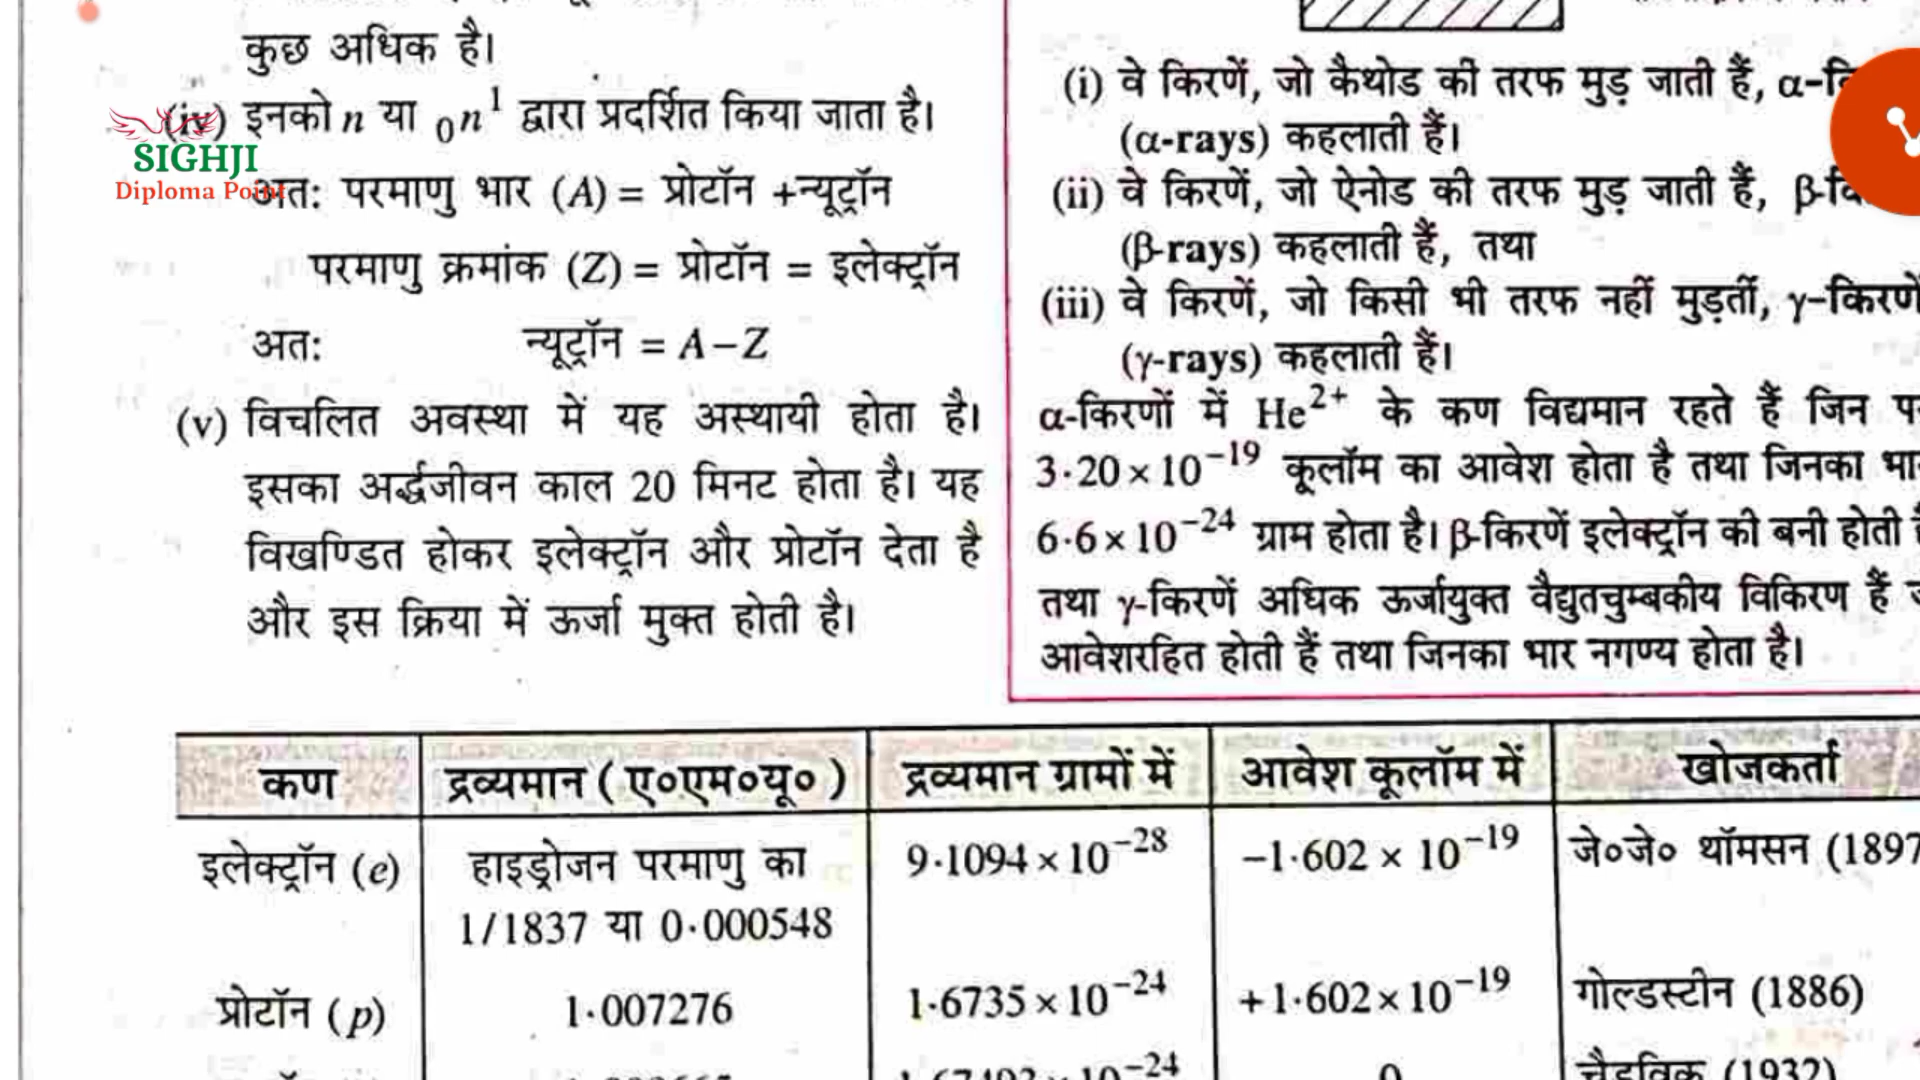 कुछ अधिक है।
(iv) इनको n या ₀n¹ द्वारा प्रदर्शित किया जाता है।
SIGHJI
Diploma Point
अत: परमाणु भार (A) = प्रोटॉन +न्यूट्रॉन
परमाणु क्रमांक (Z) = प्रोटॉन = इलेक्ट्रॉन
अत: न्यूट्रॉन = A – Z
(v) विचलित अवस्था में यह अस्थायी होता है।
इसका अर्द्धजीवन काल 20 मिनट होता है। यह
विखण्डित होकर इलेक्ट्रॉन और प्रोटॉन देता है
और इस क्रिया में ऊर्जा मुक्त होती है।
(i) वे किरणें, जो कैथोड की तरफ मुड़ जाती हैं, α-
(α-rays) कहलाती हैं।
(ii) वे किरणें, जो ऐनोड की तरफ मुड़ जाती हैं, β-
(β-rays) कहलाती हैं, तथा
(iii) वे किरणें, जो किसी भी तरफ नहीं मुड़तीं, γ-किरणें
(γ-rays) कहलाती हैं।
α-किरणों में He²⁺ के कण विद्यमान रहते हैं जिन
3·20 × 10⁻¹⁹ कूलॉम का आवेश होता है तथा जिनका
6·6 × 10⁻²⁴ ग्राम होता है। β-किरणें इलेक्ट्रॉन की बनी होती
तथा γ-किरणें अधिक ऊर्जायुक्त वैद्युतचुम्बकीय विकिरण हैं
आवेशरहित होती हैं तथा जिनका भार नगण्य होता है।
कण द्रव्यमान ( ए०एम०यू० ) द्रव्यमान ग्रामों में आवेश कूलॉम में खोजकर्ता
इलेक्ट्रॉन (e) हाइड्रोजन परमाणु का 9·1094 × 10⁻²⁸ –1·602 × 10⁻¹⁹ जे०जे० थॉमसन (1897
1/1837 या 0·000548
प्रोटॉन (p) 1·007276 1·6735 × 10⁻²⁴ +1·602 × 10⁻¹⁹ गोल्डस्टीन (1886)
0 चैडविक (1932)